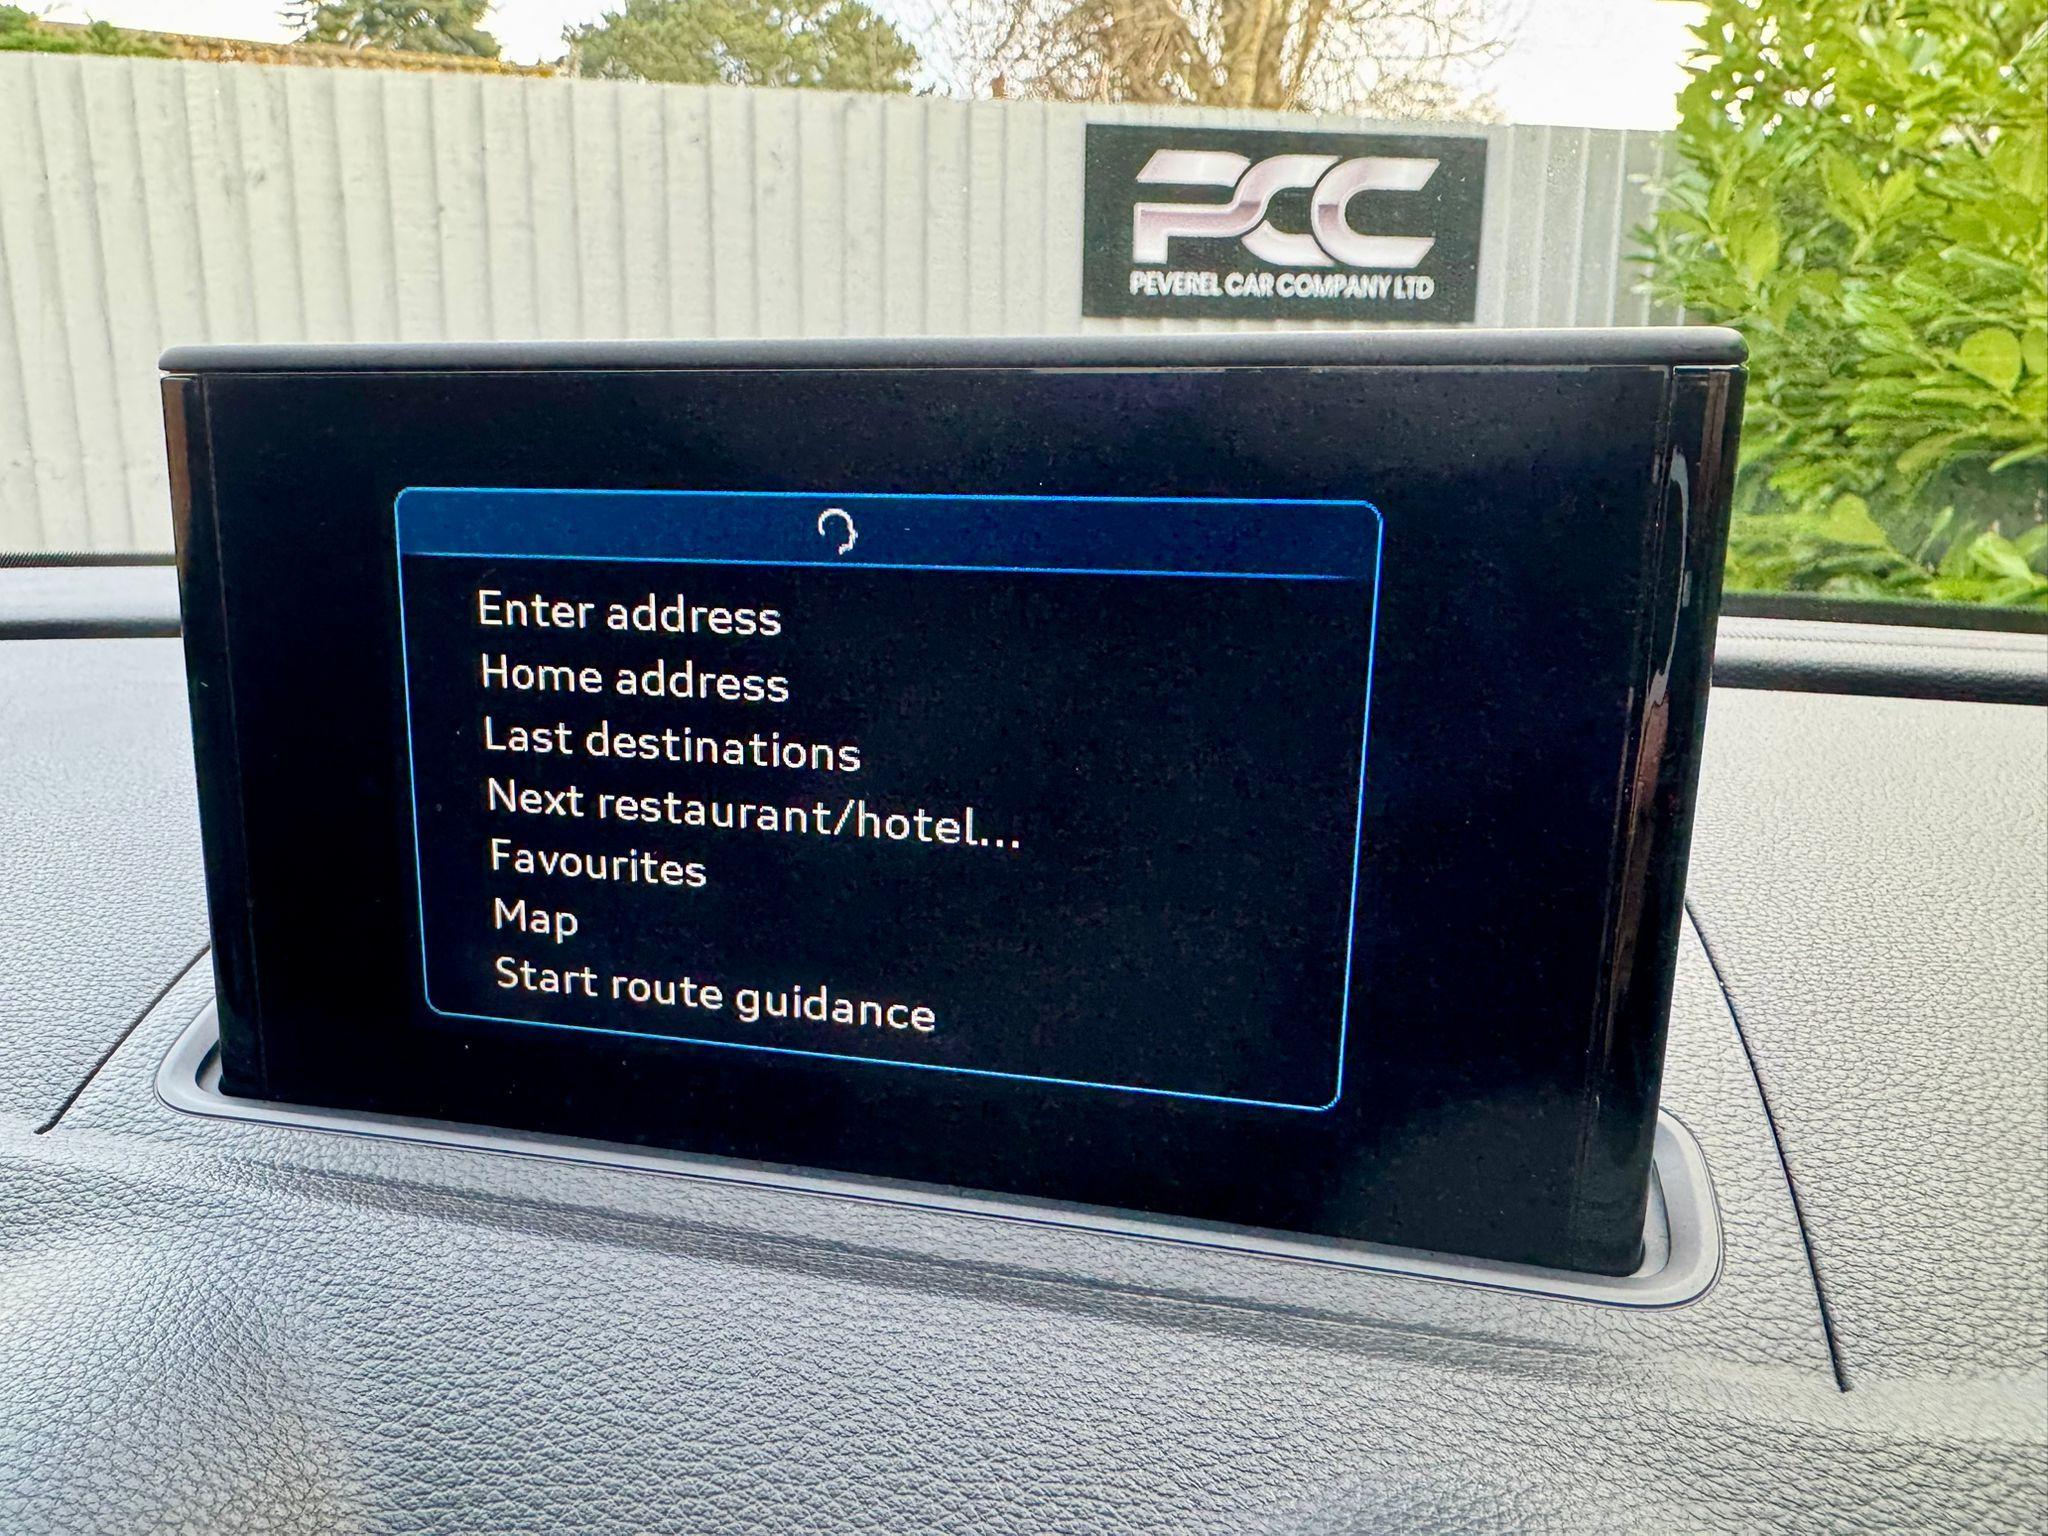 PCC
PEVEREL CAR COMPANY LTD
Enter address
Home address
Last destinations
Next restaurant/hotel...
Favourites
Map
Start route guidance